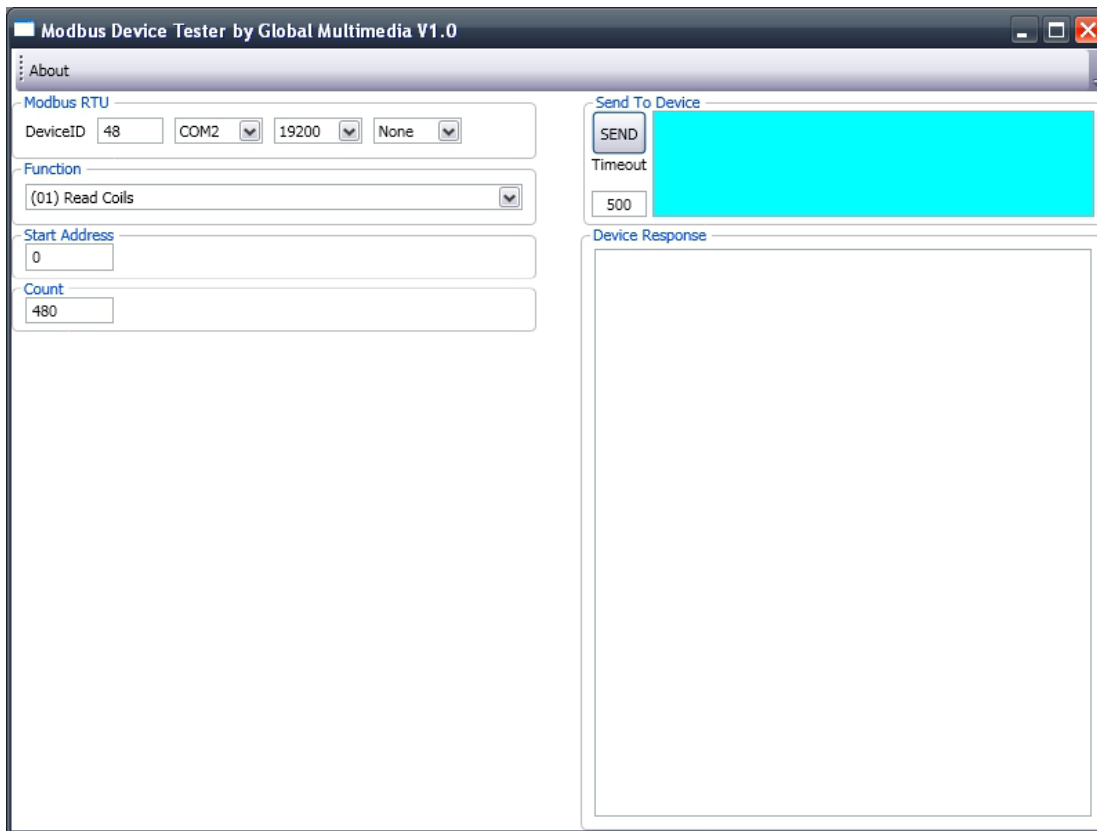 Modbus Device Tester by Global Multimedia V1.0
About
Modbus RTU
DeviceID 48 COM2 19200 None
Function
(01) Read Coils
Start Address
0
Count
480
Send To Device
SEND
Timeout
500
Device Response